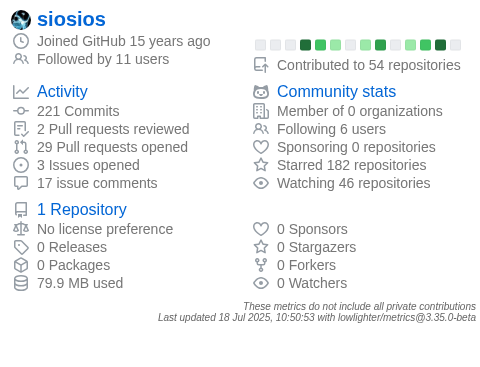 siosios
Joined GitHub 15 years ago
Followed by 11 users
Contributed to 54 repositories
Activity
221 Commits
2 Pull requests reviewed
29 Pull requests opened
3 Issues opened
17 issue comments
Community stats
Member of 0 organizations
Following 6 users
Sponsoring 0 repositories
Starred 182 repositories
Watching 46 repositories
1 Repository
No license preference
0 Releases
0 Packages
79.9 MB used
0 Sponsors
0 Stargazers
0 Forkers
0 Watchers
These metrics do not include all private contributions
Last updated 18 Jul 2025, 10:50:53 with lowlighter/metrics@3.35.0-beta